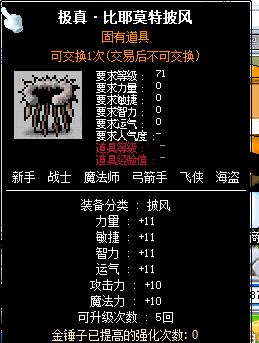 极真·比耶莫特披风
固有道具
可交换1次(交易后不可交换)
要求等级： 71
要求力量： 0
要求敏捷： 0
要求智力： 0
要求运气： 0
要求人气度： -
道具等级： -
道具经验值： -
新手 战士 魔法师 弓箭手 飞侠 海盗
装备分类 ： 披风
力量 ： +11
敏捷 ： +11
智力 ： +11
运气 ： +11
攻击力 ： +10
魔法力 ： +10
可升级次数 ： 5回
金锤子已提高的强化次数: 0